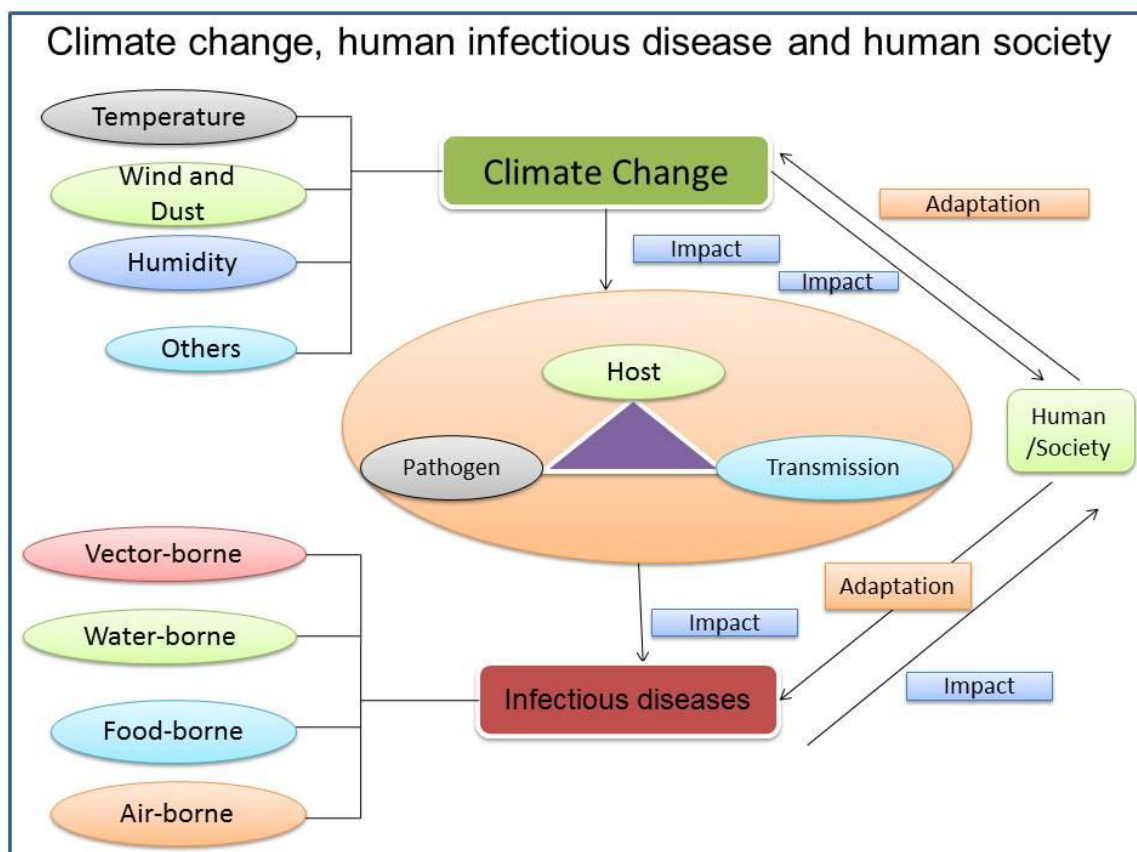 Climate change, human infectious disease and human society
Temperature
Wind and
Dust
Humidity
Others
Climate Change
Adaptation
Impact
Impact
Host
Pathogen
Transmission
Human
/Society
Vector-borne
Water-borne
Food-borne
Air-borne
Adaptation
Impact
Infectious diseases
Impact